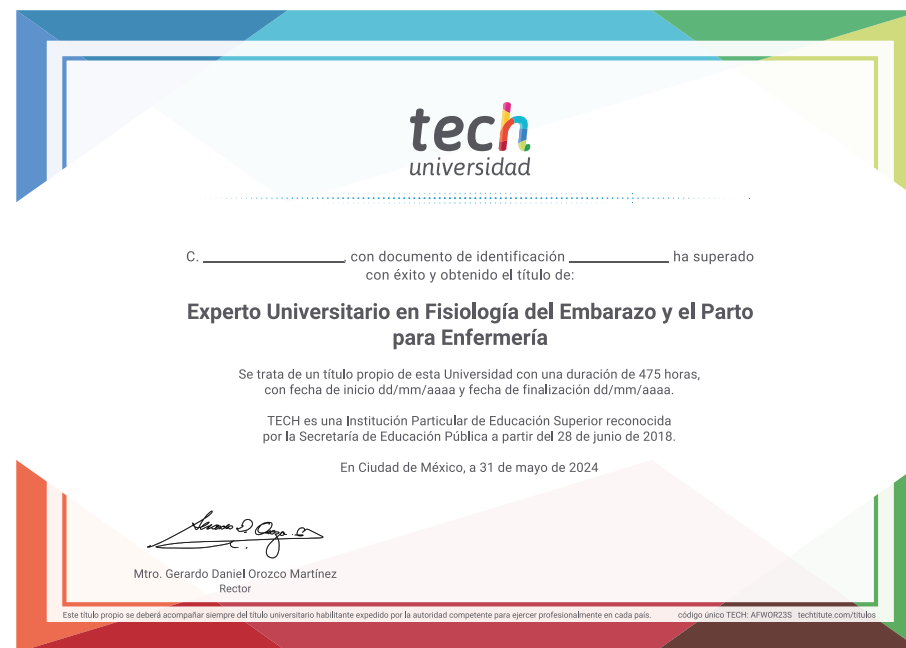 tech
universidad
C. ____________, con documento de identificación ____________ ha superado
con éxito y obtenido el título de:
Experto Universitario en Fisiología del Embarazo y el Parto
para Enfermería
Se trata de un título propio de esta Universidad con una duración de 475 horas,
con fecha de inicio dd/mm/aaaa y fecha de finalización dd/mm/aaaa.
TECH es una Institución Particular de Educación Superior reconocida
por la Secretaría de Educación Pública a partir del 28 de junio de 2018.
En Ciudad de México, a 31 de mayo de 2024
Mtro. Gerardo Daniel Orozco Martínez
Rector
Este título propio se deberá acompañar siempre del título universitario habilitante expedido por la autoridad competente para ejercer profesionalmente en cada país. código único TECH: AFWOR23S techtitute.com/titulos